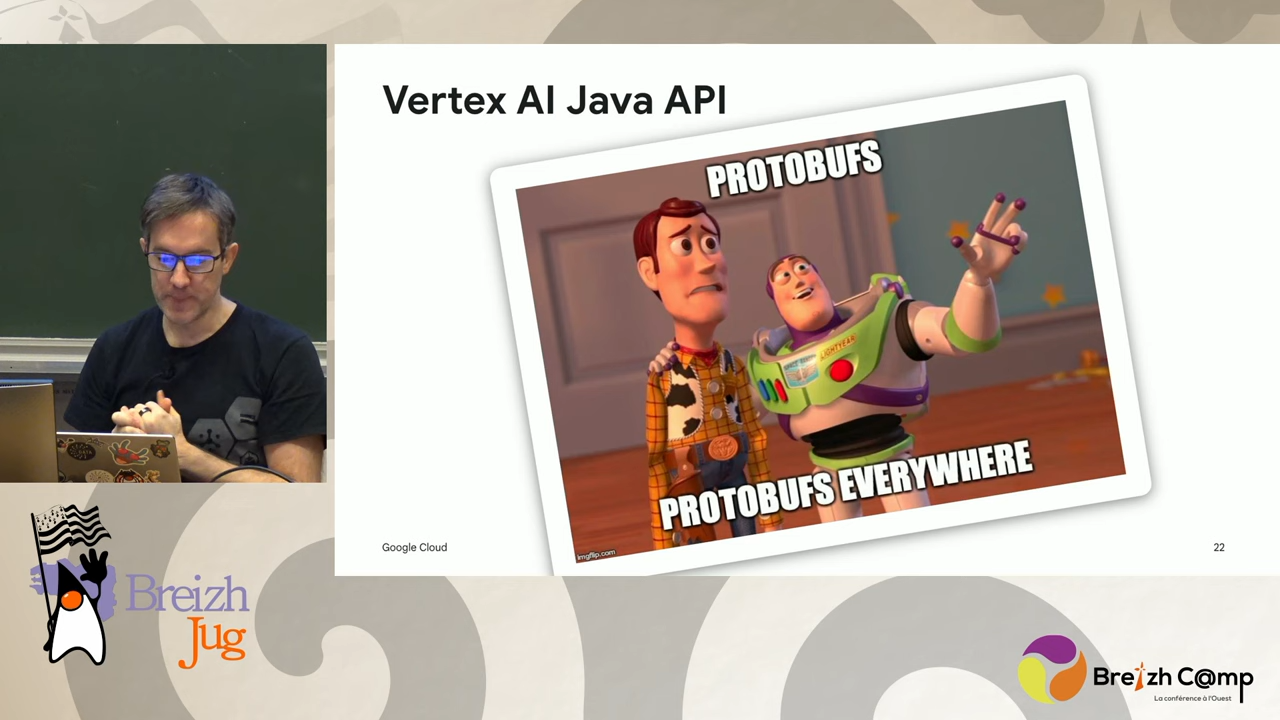 Vertex AI Java API
PROTOBUFS
LIGHTYEAR
PROTOBUFS EVERYWHERE
imgflip.com
Google Cloud
22
Breizh
Jug
Breizh C@mp
La conférence à l'Ouest